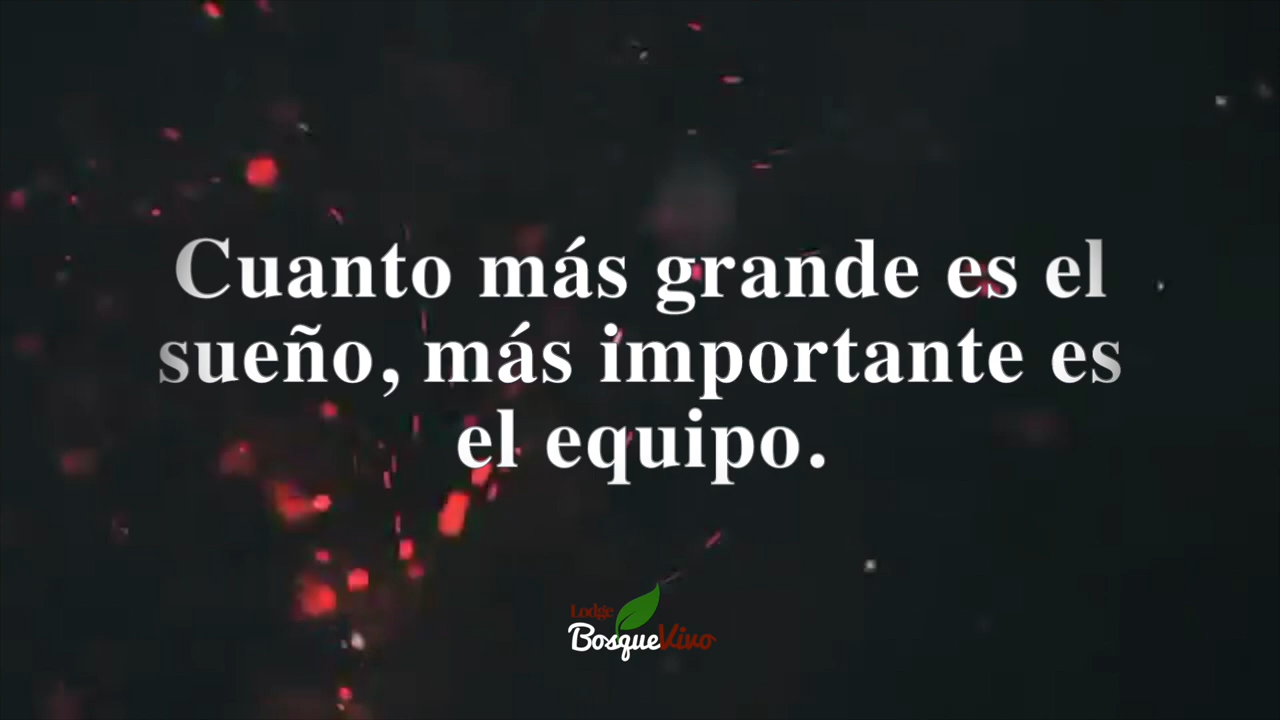 Cuanto más grande es el
sueño, más importante es
el equipo.
Lodge
BosqueVivo